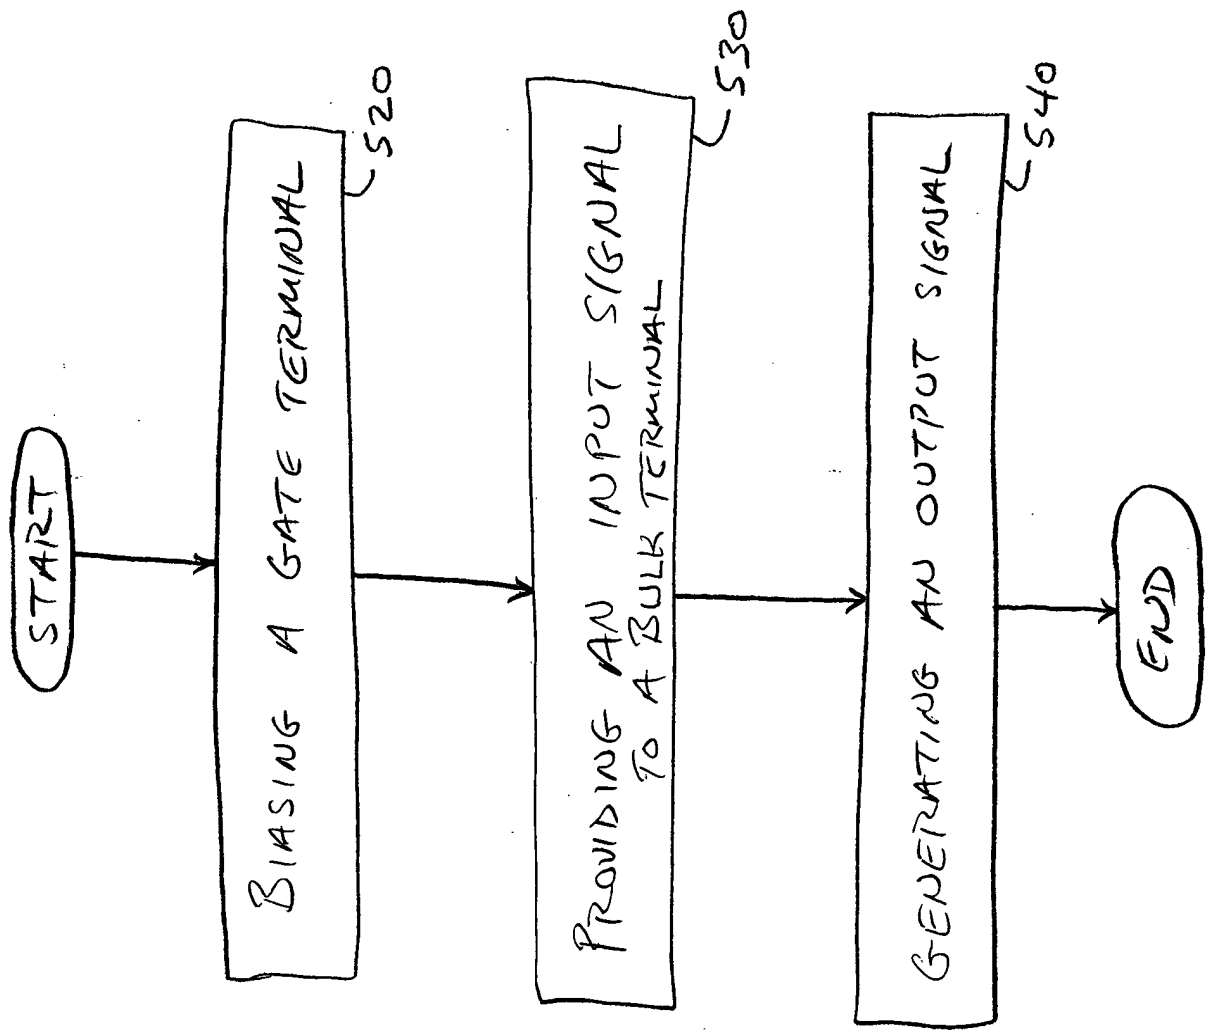 START
BIASING A GATE TERMINAL
520
PROVIDING AN INPUT SIGNAL
TO A BULK TERMINAL
530
GENERATING AN OUTPUT SIGNAL
540
END